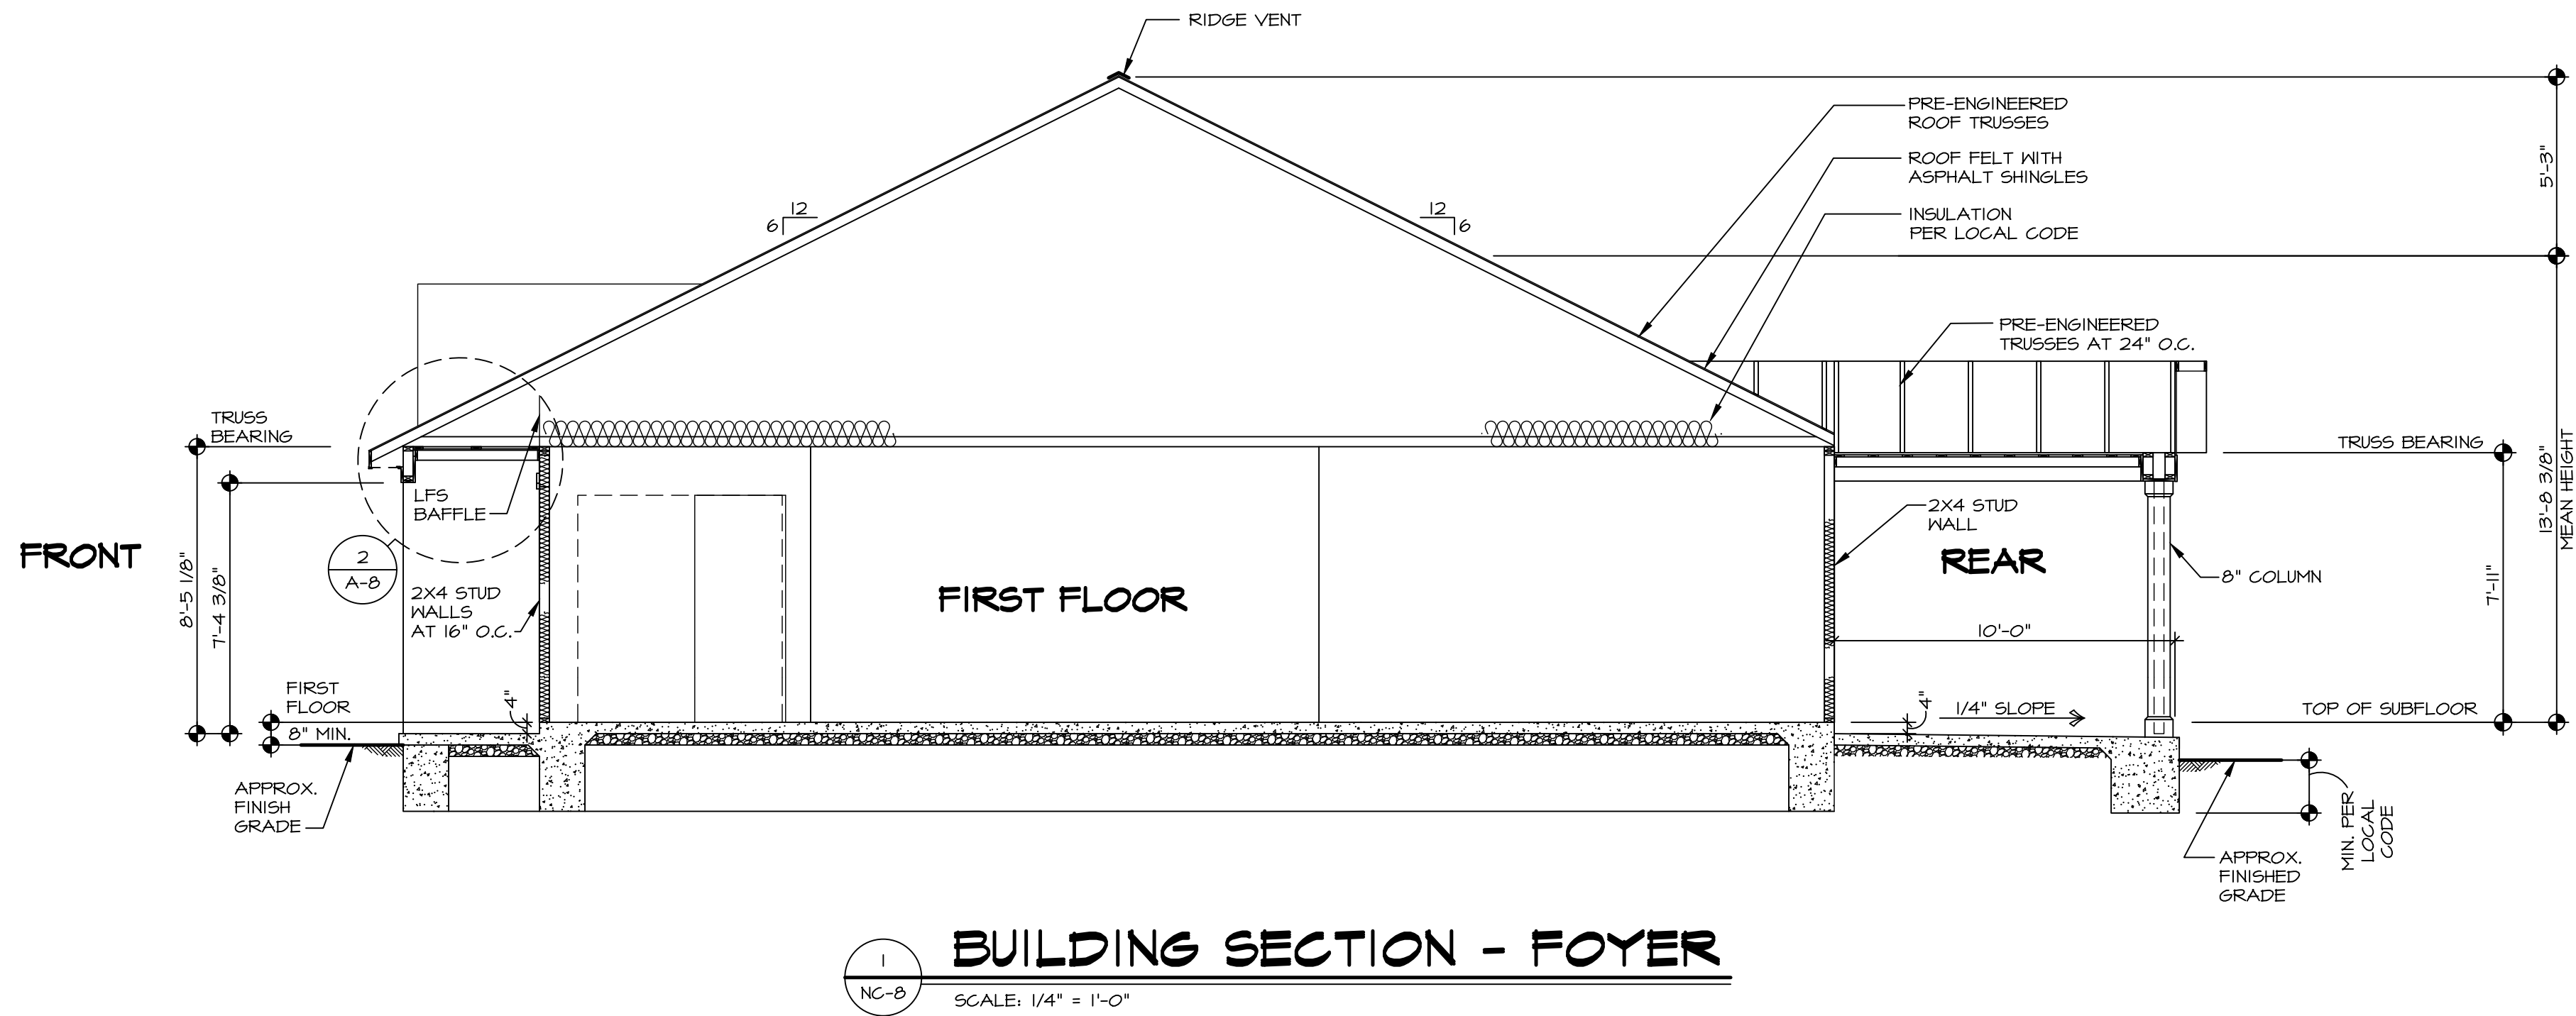 RIDGE VENT
PRE-ENGINEERED
ROOF TRUSSES
ROOF FELT WITH
ASPHALT SHINGLES
INSULATION
PER LOCAL CODE
5'-3"
12
6
12
6
PRE-ENGINEERED
TRUSSES AT 24" O.C.
TRUSS
BEARING
TRUSS BEARING
13'-8 3/8"
MEAN HEIGHT
LFS
BAFFLE
2X4 STUD
WALL
FRONT
REAR
2
A-8
8'-5 1/8"
7'-4 3/8"
8" COLUMN
7'-11"
2X4 STUD
WALLS
AT 16" O.C.
FIRST FLOOR
10'-0"
FIRST
FLOOR
8" MIN.
4"
4"
1/4" SLOPE
TOP OF SUBFLOOR
APPROX.
FINISH
GRADE
MIN. PER
LOCAL
CODE
APPROX.
FINISHED
GRADE
1
NC-8
BUILDING SECTION - FOYER
SCALE: 1/4" = 1'-0"